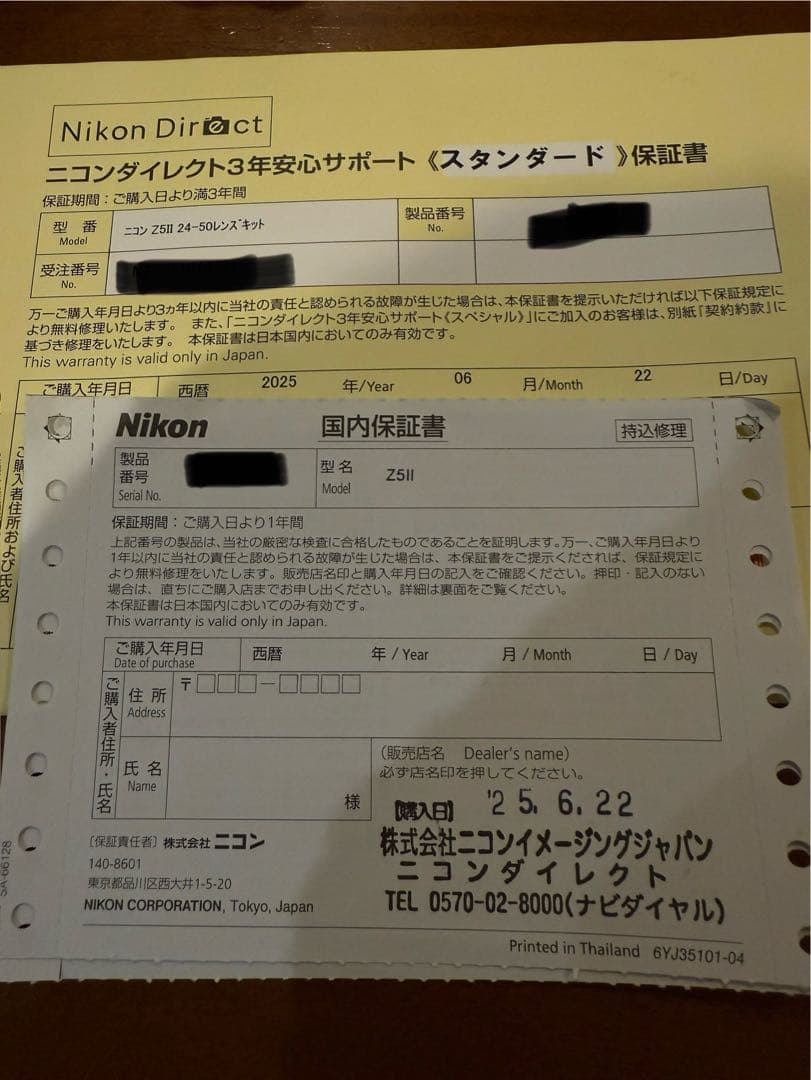 Nikon Direct
ニコンダイレクト3年安心サポート《スタンダード》保証書
保証期間：ご購入日より満3年間
型番 Model ニコン Z5II 24-50レンズキット 製品番号 No.
受注番号 No.
万一ご購入年月日より3ヵ年以内に当社の責任と認められる故障が生じた場合は、本保証書を提示いただければ以下保証規定に
より無料修理いたします。 また、「ニコンダイレクト3年安心サポート《スペシャル》」にご加入のお客様は、別紙『契約約款』に
基づき修理をいたします。 本保証書は日本国内においてのみ有効です。
This warranty is valid only in Japan.
ご購入年月日 西暦 2025 年/Year 06 月/Month 22 日/Day
購入者住所および氏名
Nikon 国内保証書 持込修理
製品番号 Serial No. 型名 Model Z5II
保証期間：ご購入日より1年間
上記番号の製品は、当社の厳密な検査に合格したものであることを証明します。万一、ご購入年月日より
1年以内に当社の責任と認められる故障が生じた場合は、本保証書をご提示くだされば、保証規定に
より無料修理をいたします。販売店名印と購入年月日の記入をご確認ください。押印・記入のない
場合は、直ちにご購入店までお申し出ください。詳細は裏面をご覧ください。
本保証書は日本国内においてのみ有効です。
This warranty is valid only in Japan.
ご購入年月日 Date of purchase 西暦 年 / Year 月 / Month 日 / Day
ご購入者住所・氏名
住所 Address 〒
氏名 Name 様
（販売店名 Dealer's name）
必ず店名印を押してください。
【購入日】 '25. 6. 22
株式会社ニコンイメージングジャパン
ニコンダイレクト
TEL 0570-02-8000(ナビダイヤル)
〔保証責任者〕株式会社 ニコン
140-8601
東京都品川区西大井1-5-20
NIKON CORPORATION, Tokyo, Japan
Printed in Thailand 6YJ35101-04
SA-66128